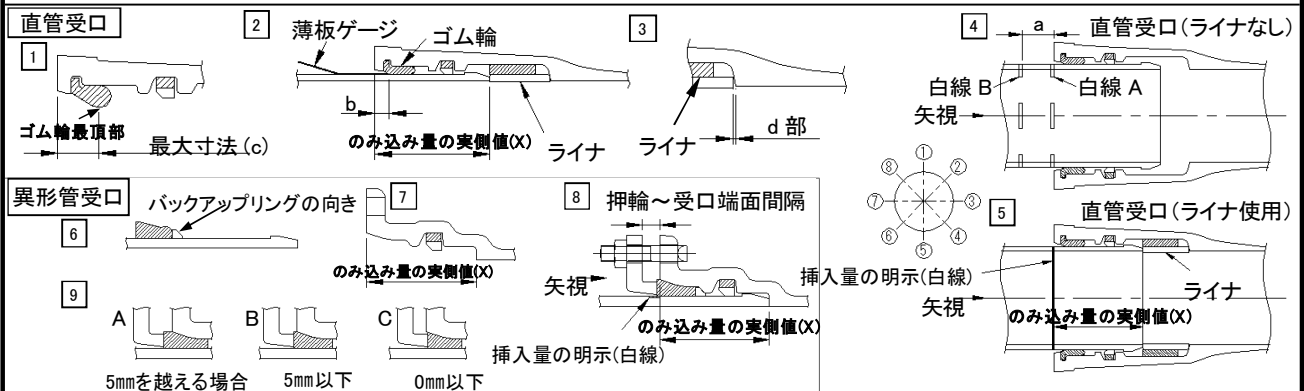 直管受口
1
ゴム輪最頂部
最大寸法(c)
2
薄板ゲージ
ゴム輪
b
のみ込み量の実側値(X)
ライナ
3
ライナ
d 部
4
a
直管受口(ライナなし)
白線 B
白線 A
矢視
①
②
③
④
⑤
⑥
⑦
⑧
5
直管受口(ライナ使用)
挿入量の明示(白線)
矢視
ライナ
のみ込み量の実側値(X)
異形管受口
6
バックアップリングの向き
7
のみ込み量の実側値(X)
8
押輪～受口端面間隔
矢視
のみ込み量の実側値(X)
挿入量の明示(白線)
9
A
B
C
5mmを越える場合
5mm以下
0mm以下